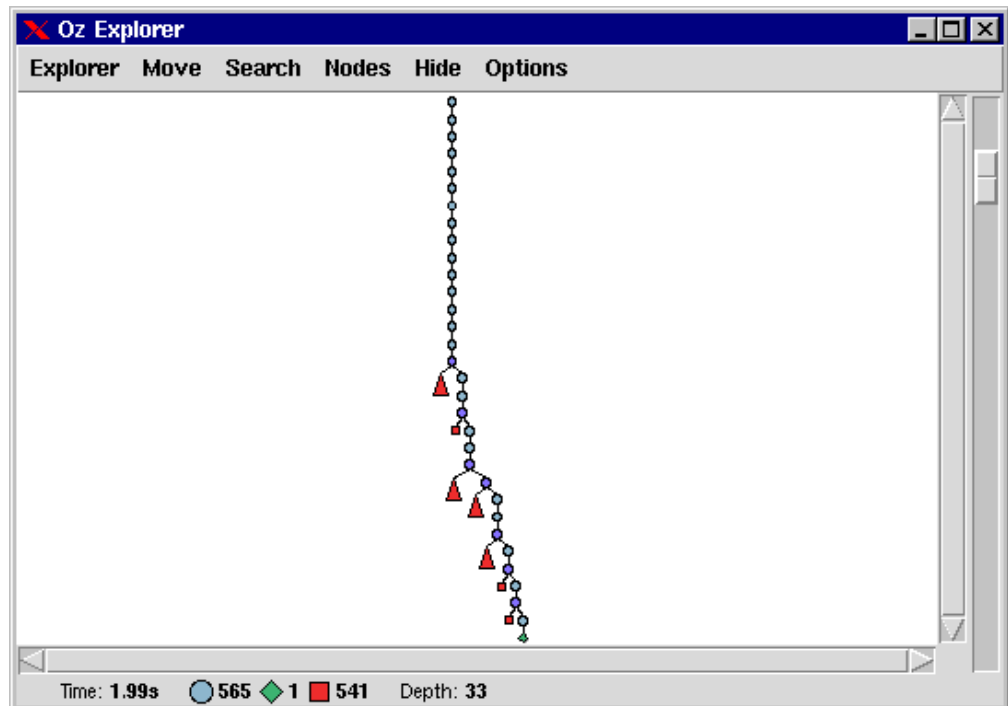 Oz Explorer
Explorer Move Search Nodes Hide Options
Time: 1.99s 565 1 541 Depth: 33